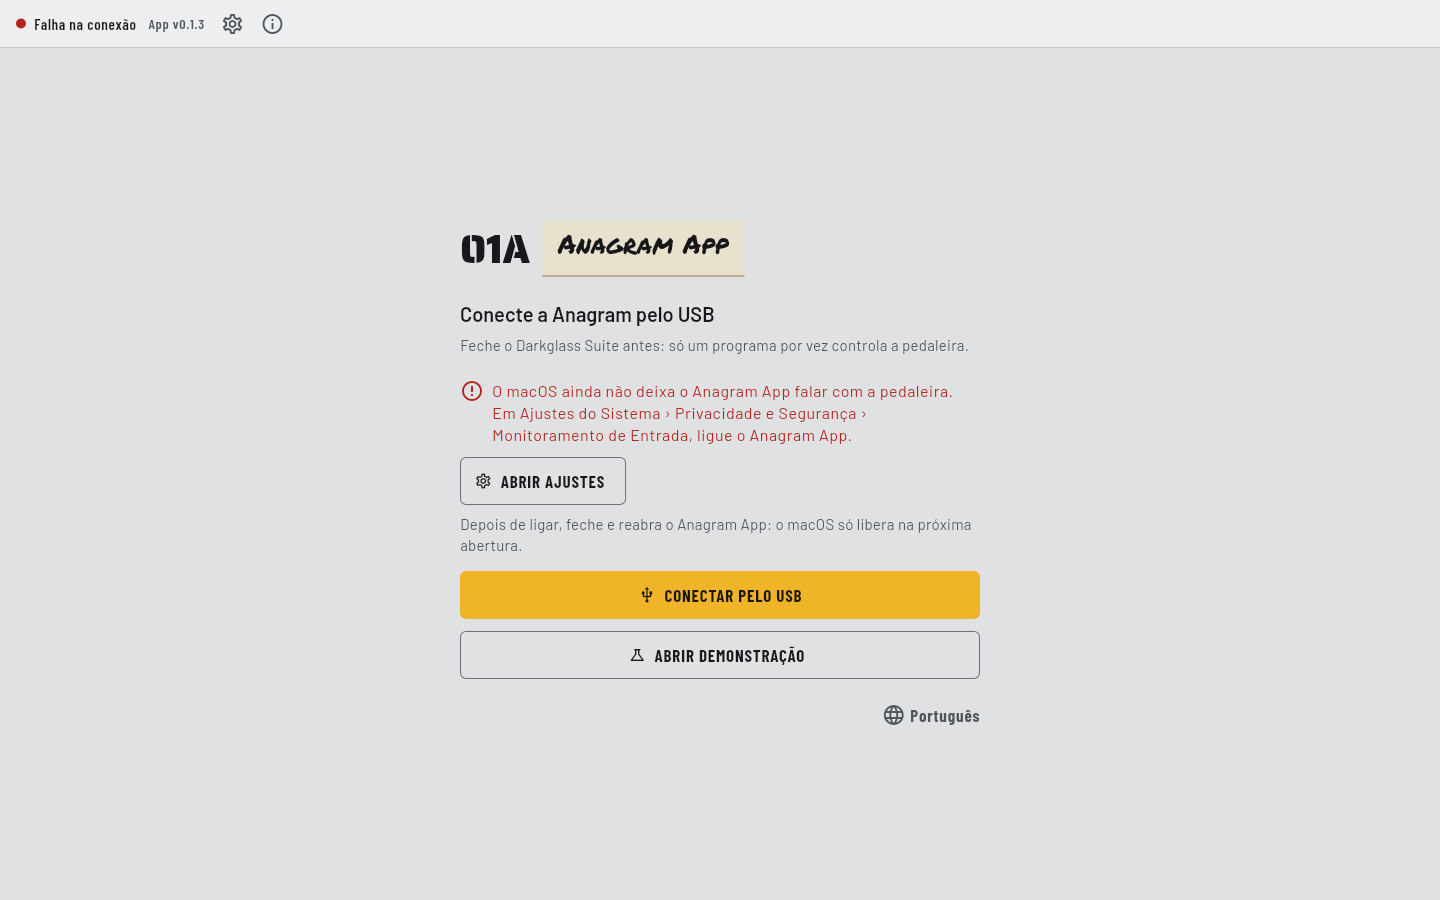 Falha na conexão App v0.1.3
01A Anagram App
Conecte a Anagram pelo USB
Feche o Darkglass Suite antes: só um programa por vez controla a pedaleira.
O macOS ainda não deixa o Anagram App falar com a pedaleira.
Em Ajustes do Sistema › Privacidade e Segurança ›
Monitoramento de Entrada, ligue o Anagram App.
ABRIR AJUSTES
Depois de ligar, feche e reabra o Anagram App: o macOS só libera na próxima
abertura.
CONECTAR PELO USB
ABRIR DEMONSTRAÇÃO
Português